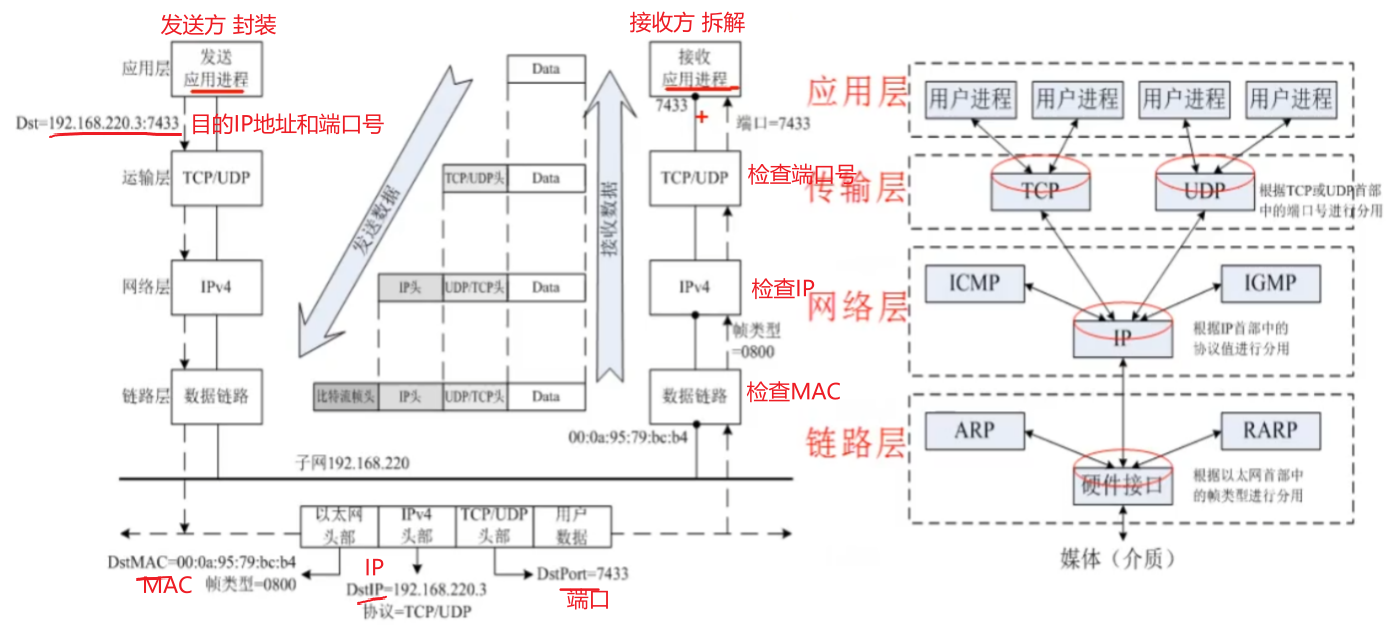 发送方 封装
应用层
发送
应用进程
Dst=192.168.220.3:7433
目的IP地址和端口号
运输层
TCP/UDP
网络层
IPv4
链路层
数据链路
发送数据
接收数据
Data
TCP/UDP头
Data
IP头
UDP/TCP头
Data
比特流帧头
IP头
UDP/TCP头
Data
接收方 拆解
接收
应用进程
7433
+
端口=7433
TCP/UDP
检查端口号
IPv4
检查IP
帧类型
=0800
数据链路
检查MAC
00:0a:95:79:bc:b4
子网192.168.220
以太网
头部
IPv4
头部
TCP/UDP
头部
用户
数据
DstMAC=00:0a:95:79:bc:b4
MAC
帧类型=0800
IP
DstIP=192.168.220.3
协议=TCP/UDP
DstPort=7433
端口
应用层
用户进程
用户进程
用户进程
用户进程
传输层
TCP
UDP
根据TCP或UDP首部
中的端口号进行分用
网络层
ICMP
IGMP
IP
根据IP首部中的
协议值进行分用
链路层
ARP
RARP
硬件接口
根据以太网首部中
的帧类型进行分用
媒体（介质）